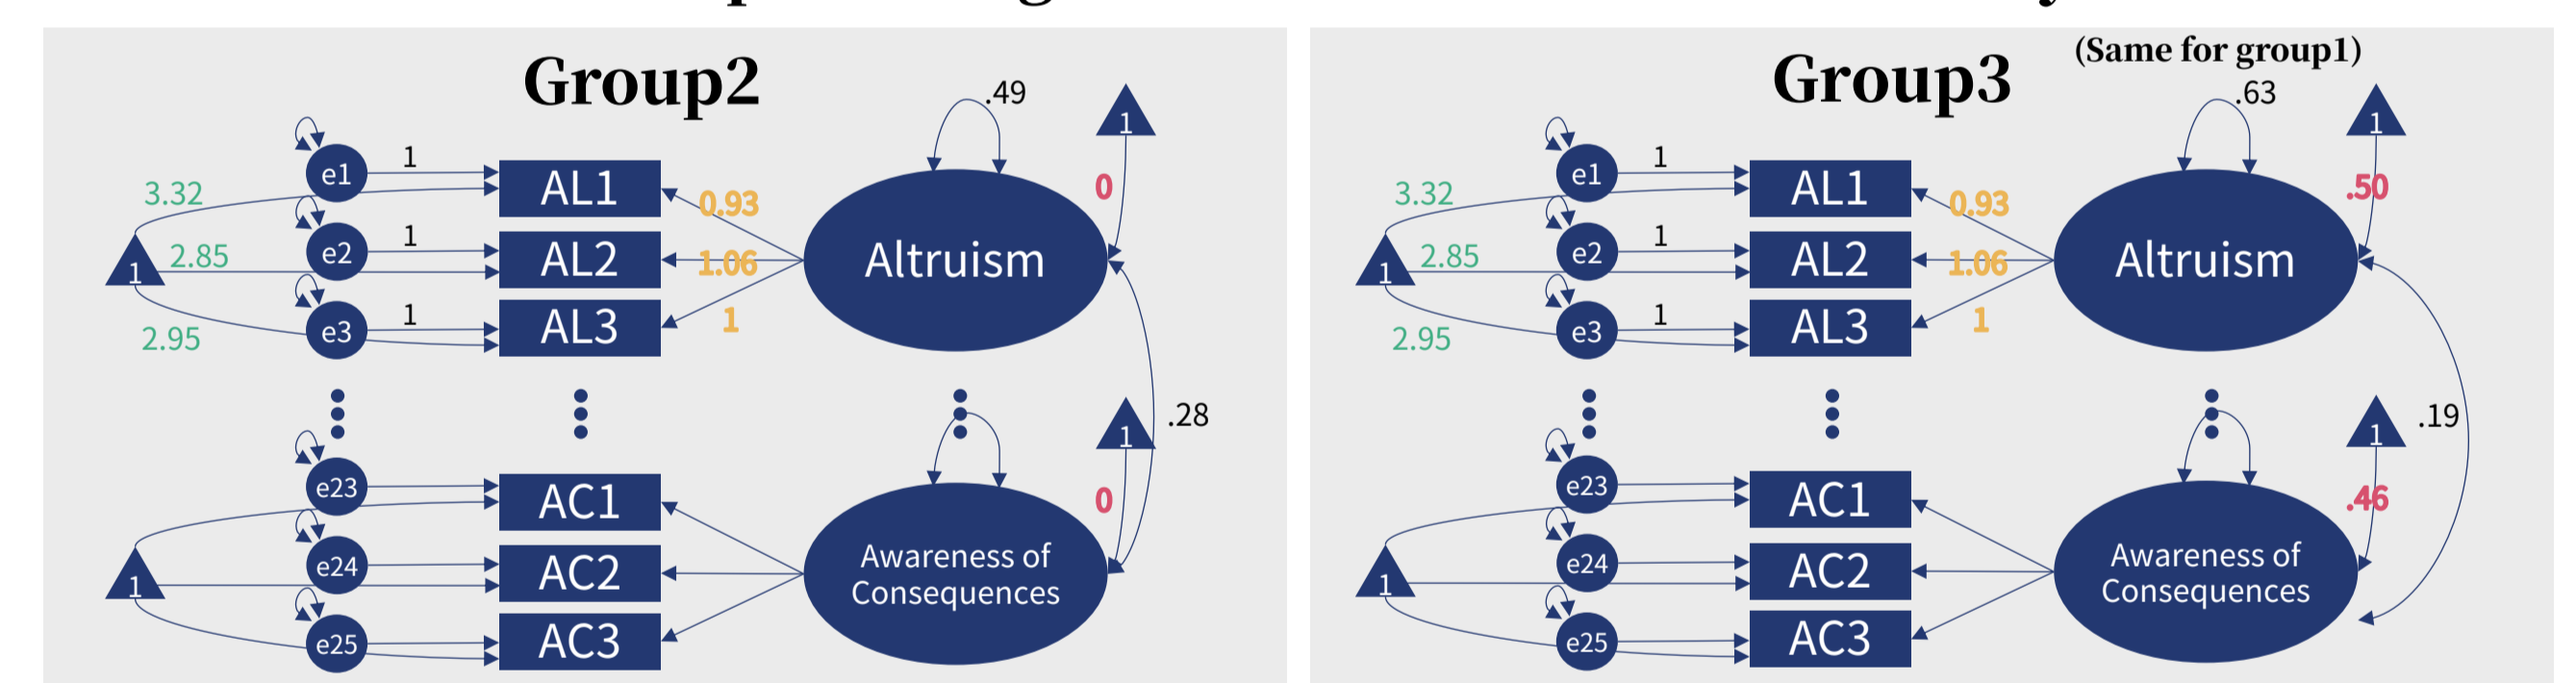 Group2
.49
1
0
e1
1
AL1
3.32
0.93
e2
1
AL2
Altruism
2.85
1.06
1
e3
1
AL3
1
2.95
1
.28
0
e23
AC1
e24
AC2
Awareness of
Consequences
1
e25
AC3
Group3
(Same for group1)
.63
1
.50
e1
1
AL1
3.32
0.93
e2
1
AL2
Altruism
2.85
1.06
1
e3
1
AL3
1
2.95
1
.19
.46
e23
AC1
e24
AC2
Awareness of
Consequences
1
e25
AC3